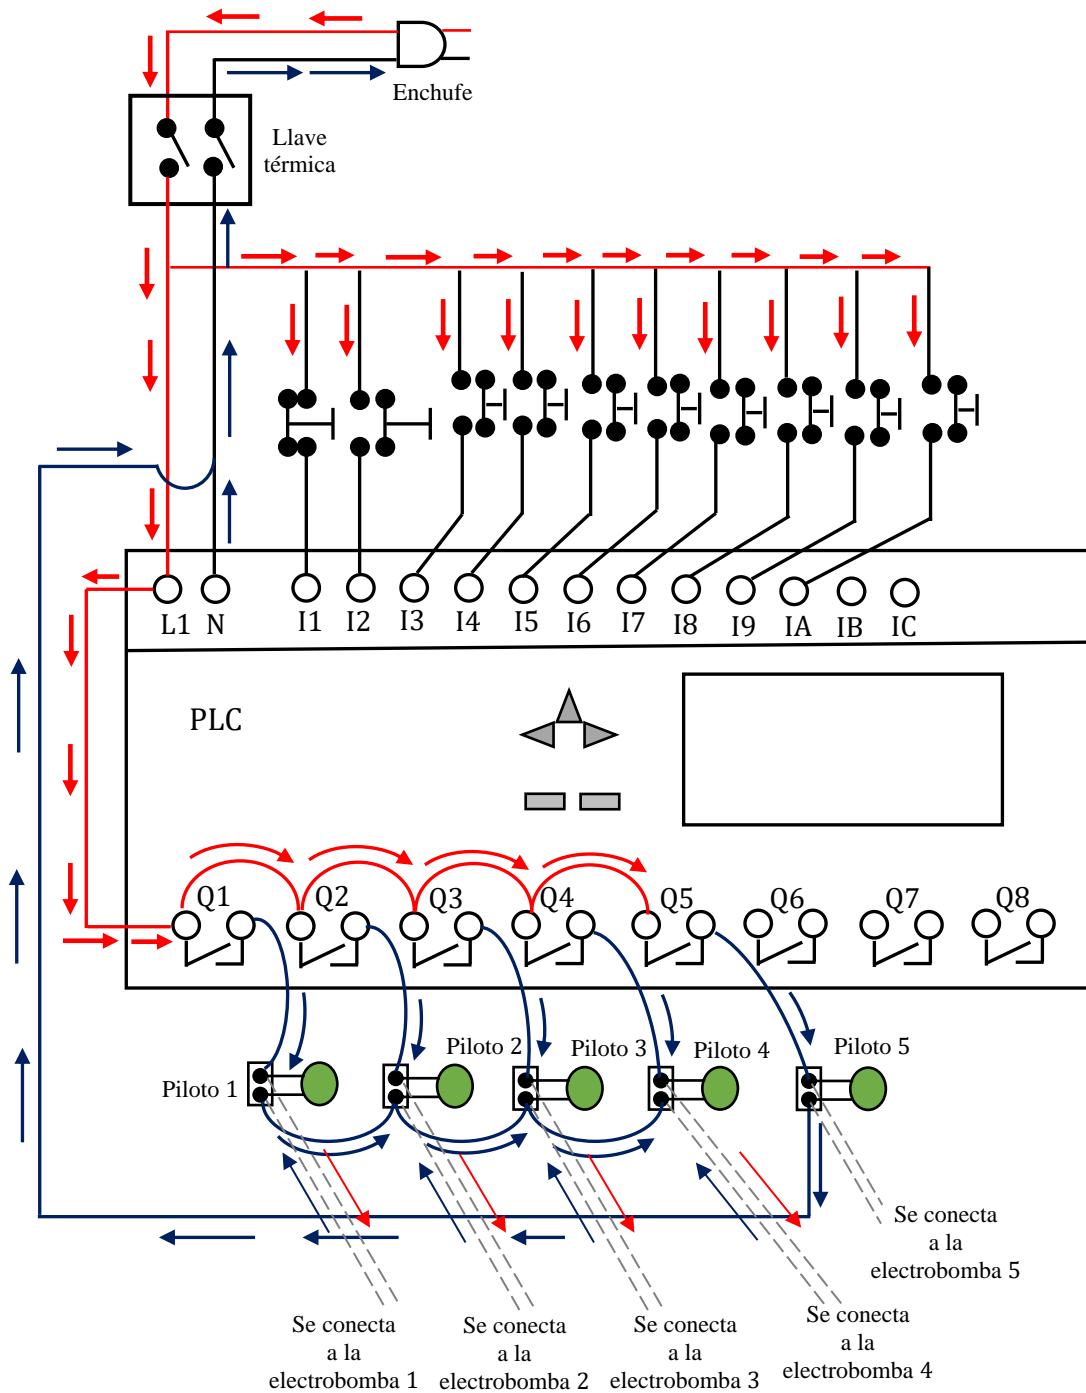 Enchufe
Llave
térmica
L1 N I1 I2 I3 I4 I5 I6 I7 I8 I9 IA IB IC
PLC
Q1 Q2 Q3 Q4 Q5 Q6 Q7 Q8
Piloto 1
Piloto 2
Piloto 3
Piloto 4
Piloto 5
Se conecta
a la
electrobomba 5
Se conecta
a la
electrobomba 1
Se conecta
a la
electrobomba 2
Se conecta
a la
electrobomba 3
Se conecta
a la
electrobomba 4